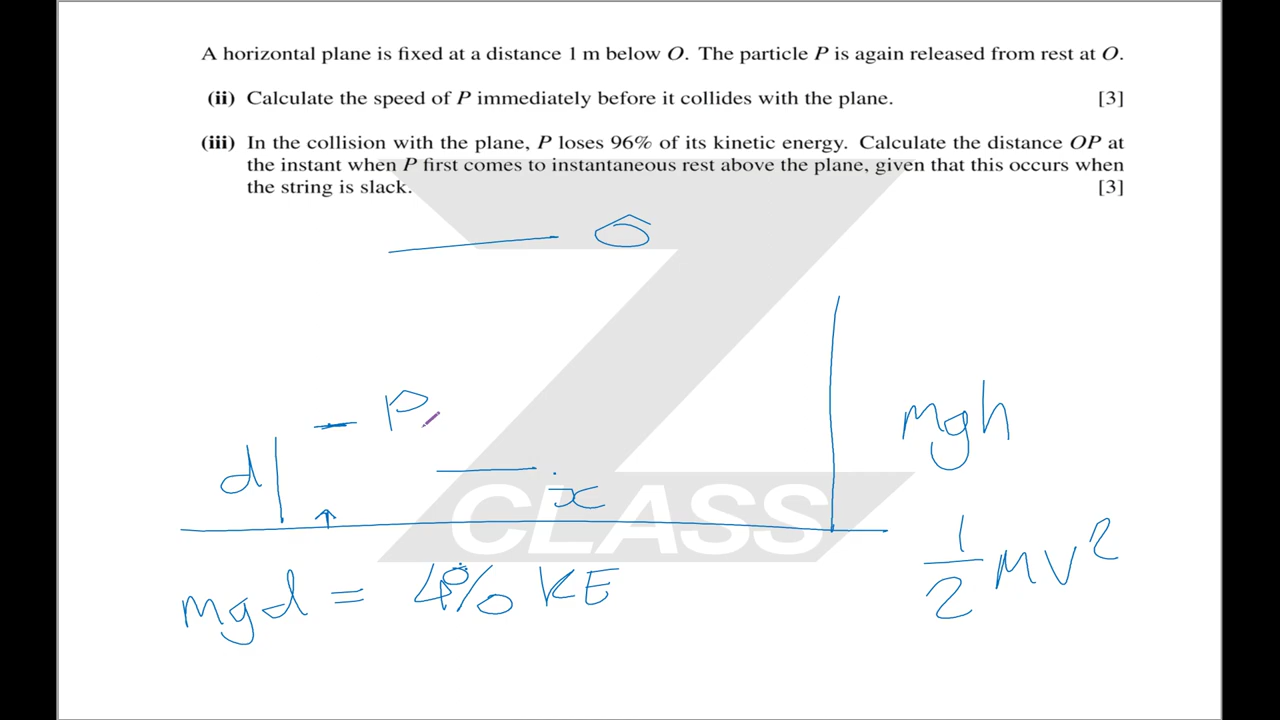 A horizontal plane is fixed at a distance 1 m below O. The particle P is again released from rest at O.
(ii) Calculate the speed of P immediately before it collides with the plane. [3]
(iii) In the collision with the plane, P loses 96% of its kinetic energy. Calculate the distance OP at
the instant when P first comes to instantaneous rest above the plane, given that this occurs when
the string is slack. [3]
O
P
mgh
d
x
CLASS
1/2 mv²
mgd = 4% KE